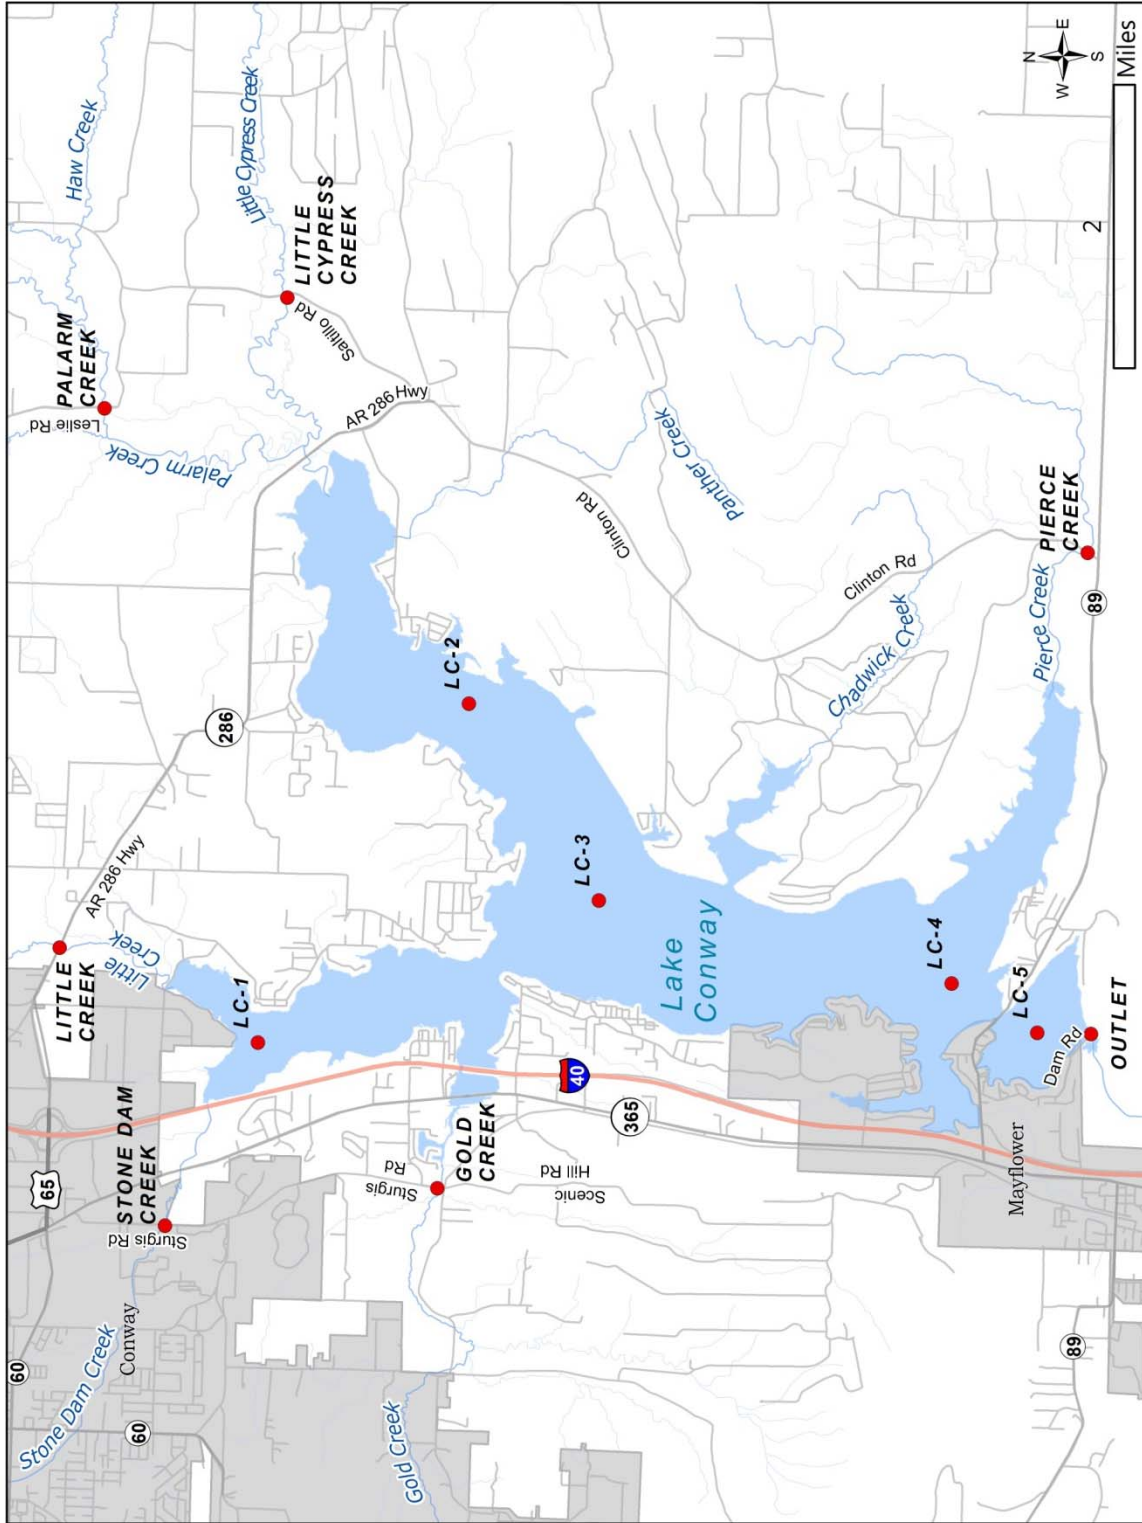 Haw Creek
Little Cypress Creek
N
E
W
S
Miles
2
PALARM
CREEK
Leslie Rd
Palarm Creek
LITTLE
CYPRESS
CREEK
Saltillo Rd
AR 286 Hwy
Panther Creek
Clinton Rd
Clinton Rd
Chadwick Creek
PIERCE
CREEK
Pierce Creek
89
286
AR 286 Hwy
LC-2
LC-3
Lake
Conway
LITTLE
CREEK
Little
Creek
LC-1
LC-4
LC-5
Dam Rd
OUTLET
40
365
65
STONE DAM
CREEK
Sturgis Rd
GOLD
CREEK
Sturgis
Rd
Scenic
Hill Rd
Mayflower
60
Stone Dam Creek
Conway
60
Gold Creek
89